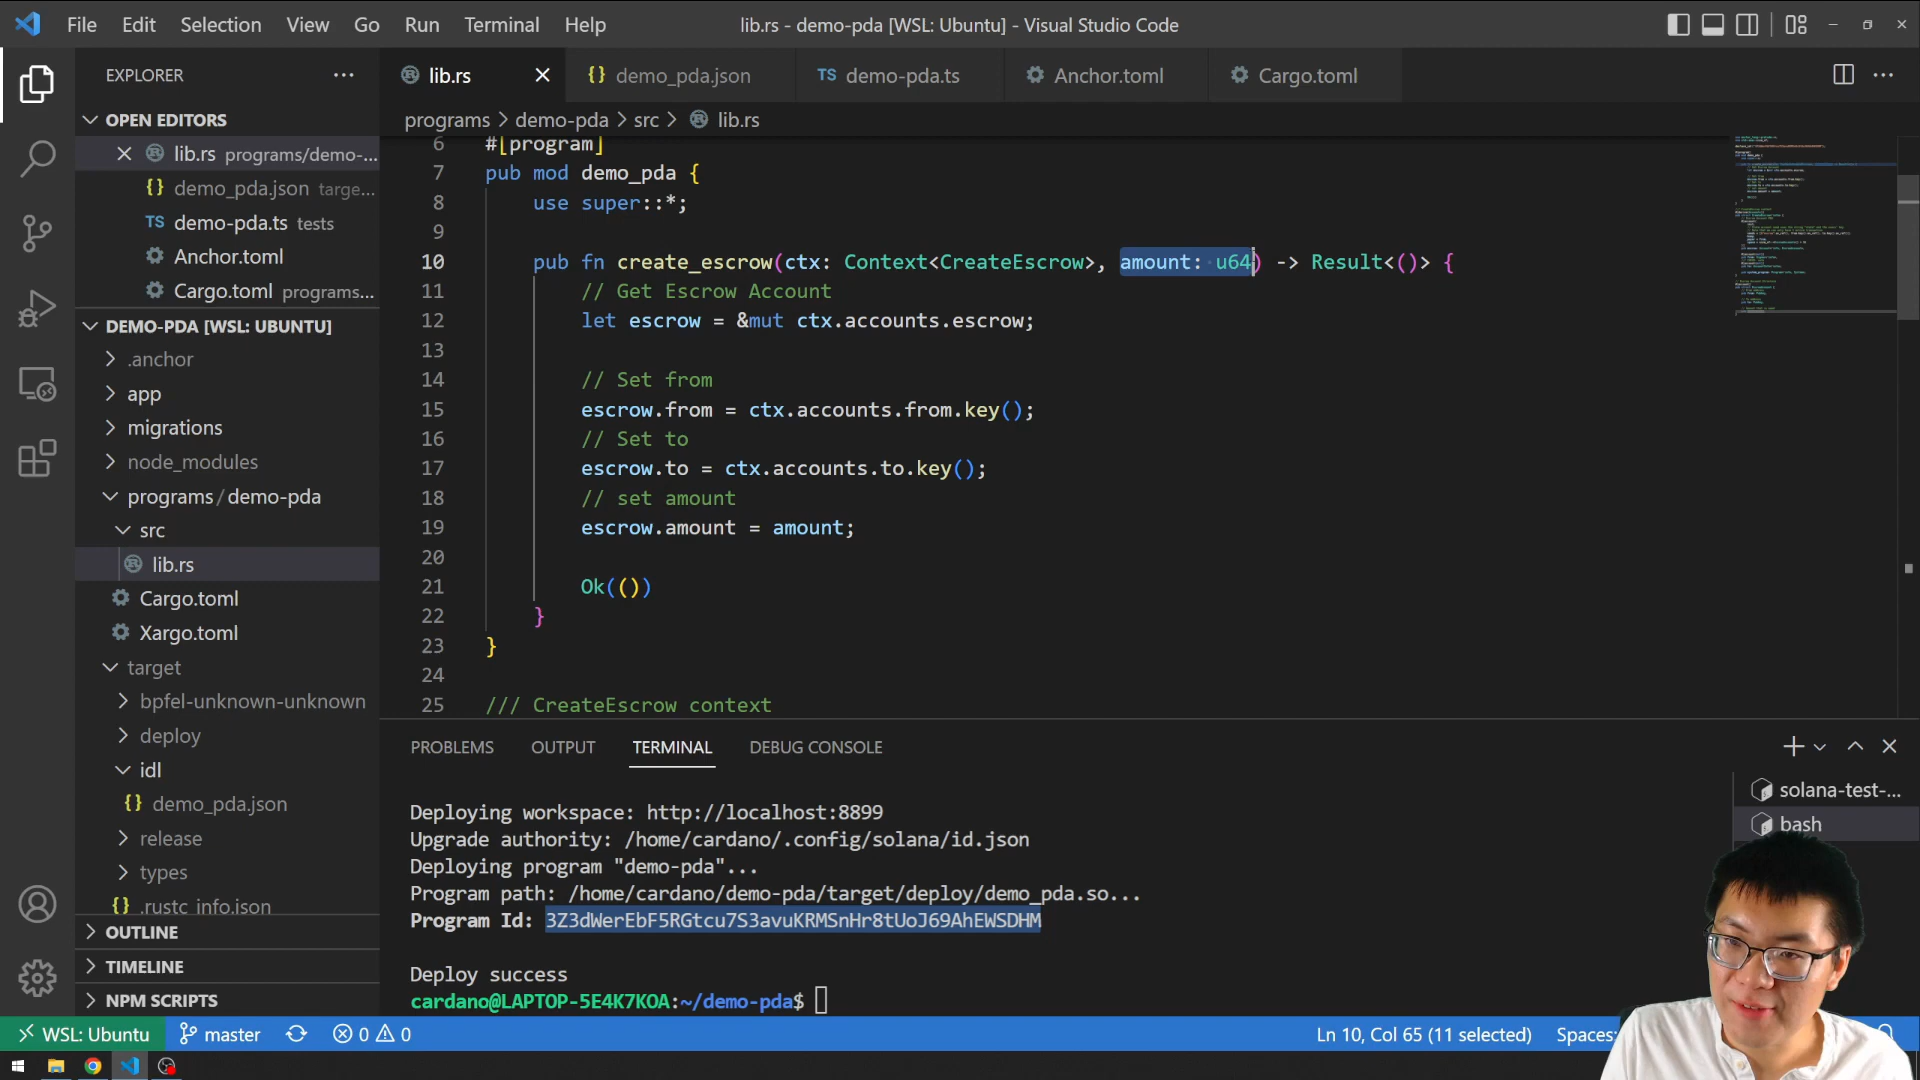 File Edit Selection View Go Run Terminal Help
lib.rs - demo-pda [WSL: Ubuntu] - Visual Studio Code
EXPLORER
lib.rs
demo_pda.json
TS demo-pda.ts
Anchor.toml
Cargo.toml
OPEN EDITORS
lib.rs programs/demo-...
{} demo_pda.json targe...
TS demo-pda.ts tests
Anchor.toml
Cargo.toml programs...
DEMO-PDA [WSL: UBUNTU]
.anchor
app
migrations
node_modules
programs/demo-pda
src
lib.rs
Cargo.toml
Xargo.toml
target
bpfel-unknown-unknown
deploy
idl
{} demo_pda.json
release
types
{} .rustc_info.json
OUTLINE
TIMELINE
NPM SCRIPTS
programs > demo-pda > src > lib.rs
6 #[program]
7 pub mod demo_pda {
8 use super::*;
9
10 pub fn create_escrow(ctx: Context<CreateEscrow>, amount: u64) -> Result<()> {
11 // Get Escrow Account
12 let escrow = &mut ctx.accounts.escrow;
13
14 // Set from
15 escrow.from = ctx.accounts.from.key();
16 // Set to
17 escrow.to = ctx.accounts.to.key();
18 // set amount
19 escrow.amount = amount;
20
21 Ok(())
22 }
23 }
24
25 /// CreateEscrow context
PROBLEMS OUTPUT TERMINAL DEBUG CONSOLE
Deploying workspace: http://localhost:8899
Upgrade authority: /home/cardano/.config/solana/id.json
Deploying program "demo-pda"...
Program path: /home/cardano/demo-pda/target/deploy/demo_pda.so...
Program Id: 3Z3dWerEbF5RGtcu7S3avuKRMSnHr8tUoJ69AhEWSDHM
Deploy success
cardano@LAPTOP-5E4K7KOA:~/demo-pda$
solana-test-...
bash
WSL: Ubuntu
master
0 0
Ln 10, Col 65 (11 selected)
Spaces: